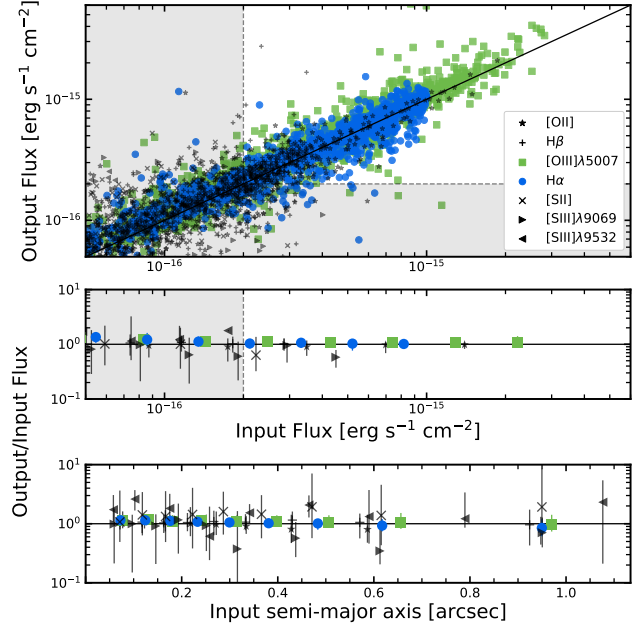 Output Flux [erg s⁻¹ cm⁻²]
10⁻¹⁵
10⁻¹⁶
[OII]
Hβ
[OIII]λ5007
Hα
[SII]
[SIII]λ9069
[SIII]λ9532
10⁻¹⁶ 10⁻¹⁵
Output/Input Flux
10¹
10⁰
10⁻¹
10⁻¹⁶ 10⁻¹⁵
Input Flux [erg s⁻¹ cm⁻²]
10¹
10⁰
10⁻¹
0.2 0.4 0.6 0.8 1.0
Input semi-major axis [arcsec]